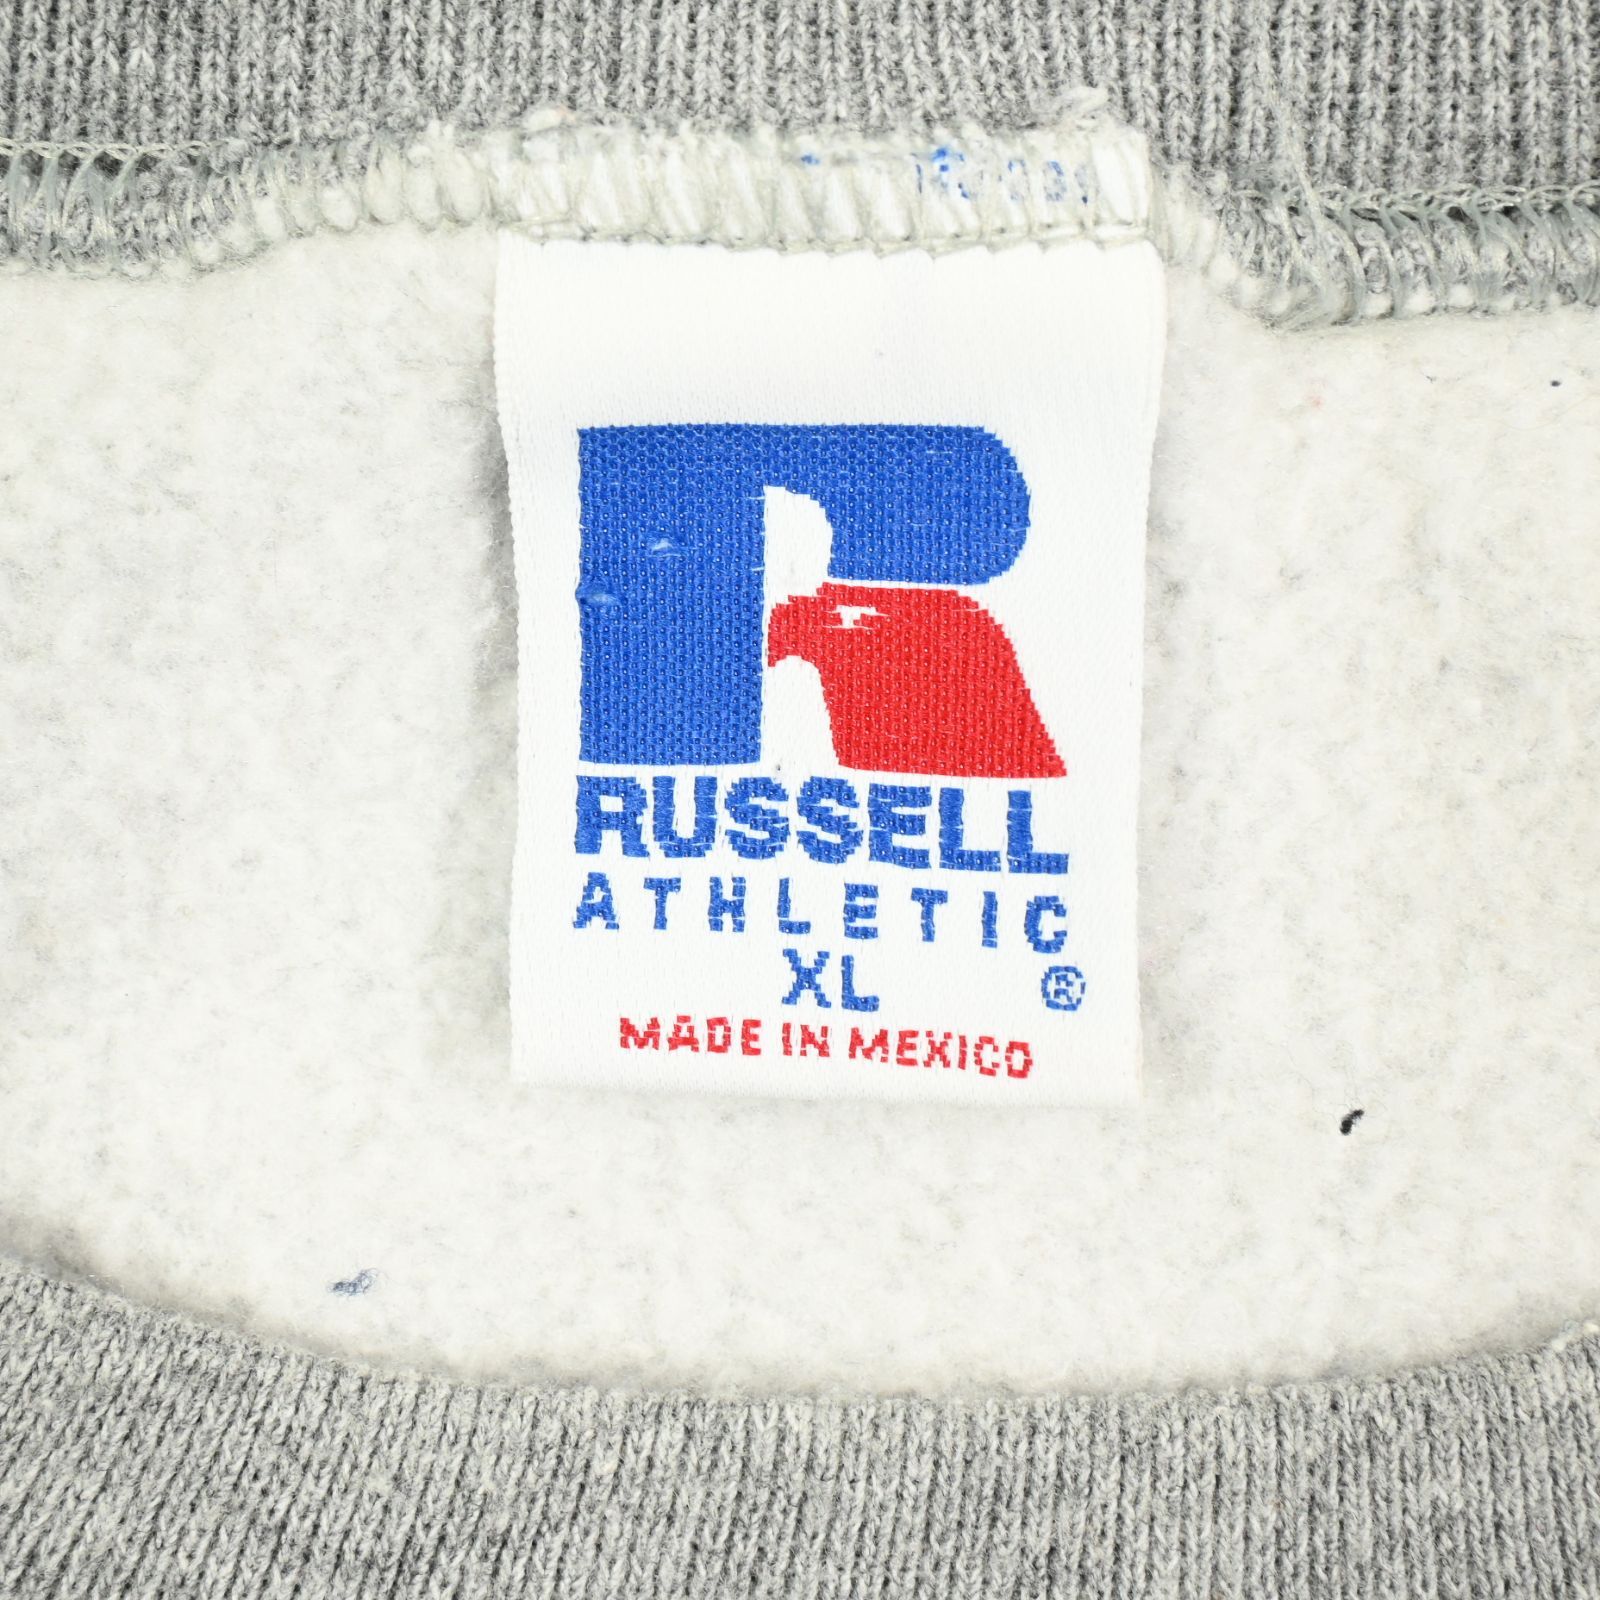 RUSSELL
ATHLETIC
XL ®
MADE IN MEXICO